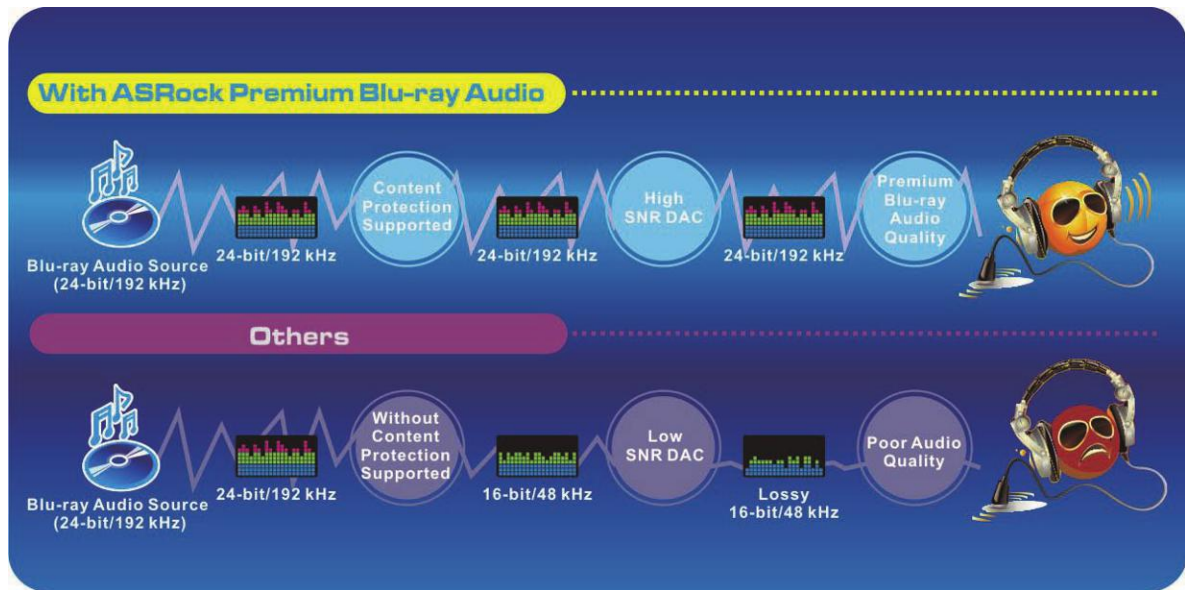 With ASRock Premium Blu-ray Audio
Content
Protection
Supported
High
SNR DAC
Premium
Blu-ray
Audio
Quality
24-bit/192 kHz
24-bit/192 kHz
24-bit/192 kHz
Blu-ray Audio Source
(24-bit/192 kHz)
Others
Without
Content
Protection
Supported
Low
SNR DAC
Poor Audio
Quality
24-bit/192 kHz
16-bit/48 kHz
Lossy
16-bit/48 kHz
Blu-ray Audio Source
(24-bit/192 kHz)